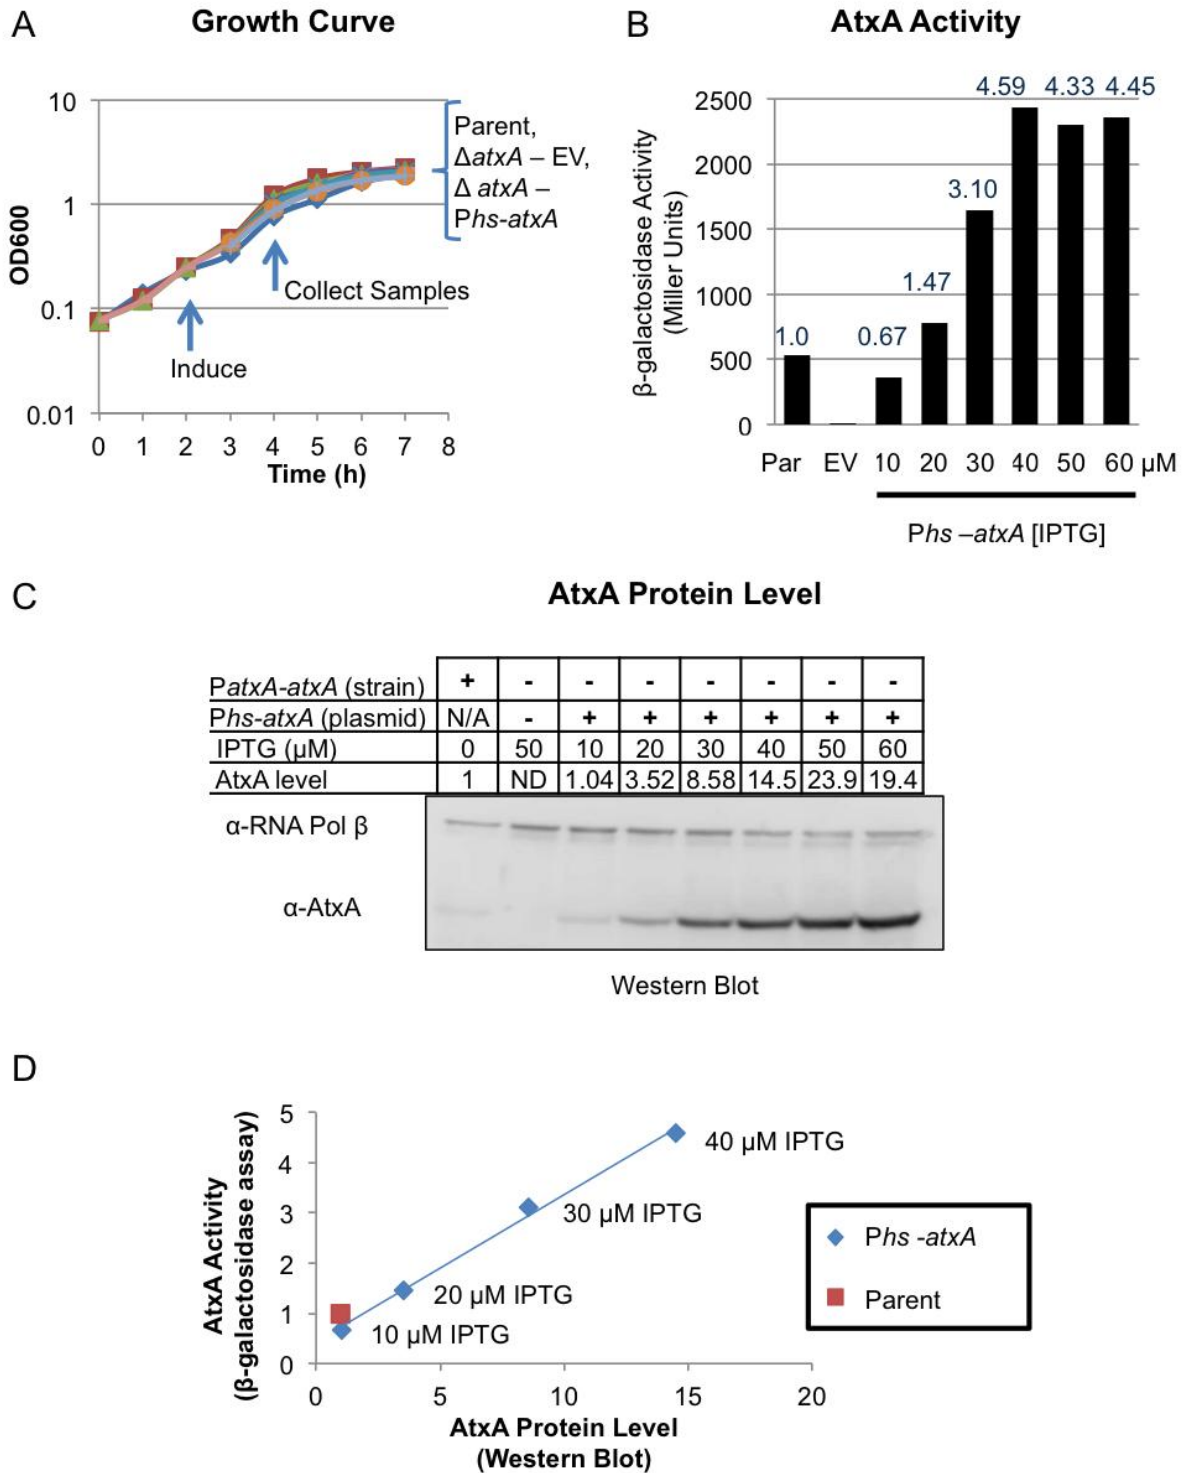 A
Growth Curve
10
1
0.1
0.01
OD600
Parent,
ΔatxA – EV,
Δ atxA –
Phs-atxA
Collect Samples
Induce
0 1 2 3 4 5 6 7 8
Time (h)
B
AtxA Activity
β-galactosidase Activity
(Miller Units)
2500
2000
1500
1000
500
0
1.0
0.67
1.47
3.10
4.59
4.33
4.45
Par EV 10 20 30 40 50 60 µM
Phs –atxA [IPTG]
C
AtxA Protein Level
PatxA-atxA (strain) + - - - - - - -
Phs-atxA (plasmid) N/A - + + + + + +
IPTG (µM) 0 50 10 20 30 40 50 60
AtxA level 1 ND 1.04 3.52 8.58 14.5 23.9 19.4
α-RNA Pol β
α-AtxA
Western Blot
D
AtxA Activity
(β-galactosidase assay)
5
4
3
2
1
0
40 µM IPTG
30 µM IPTG
20 µM IPTG
10 µM IPTG
Phs -atxA
Parent
0 5 10 15 20
AtxA Protein Level
(Western Blot)